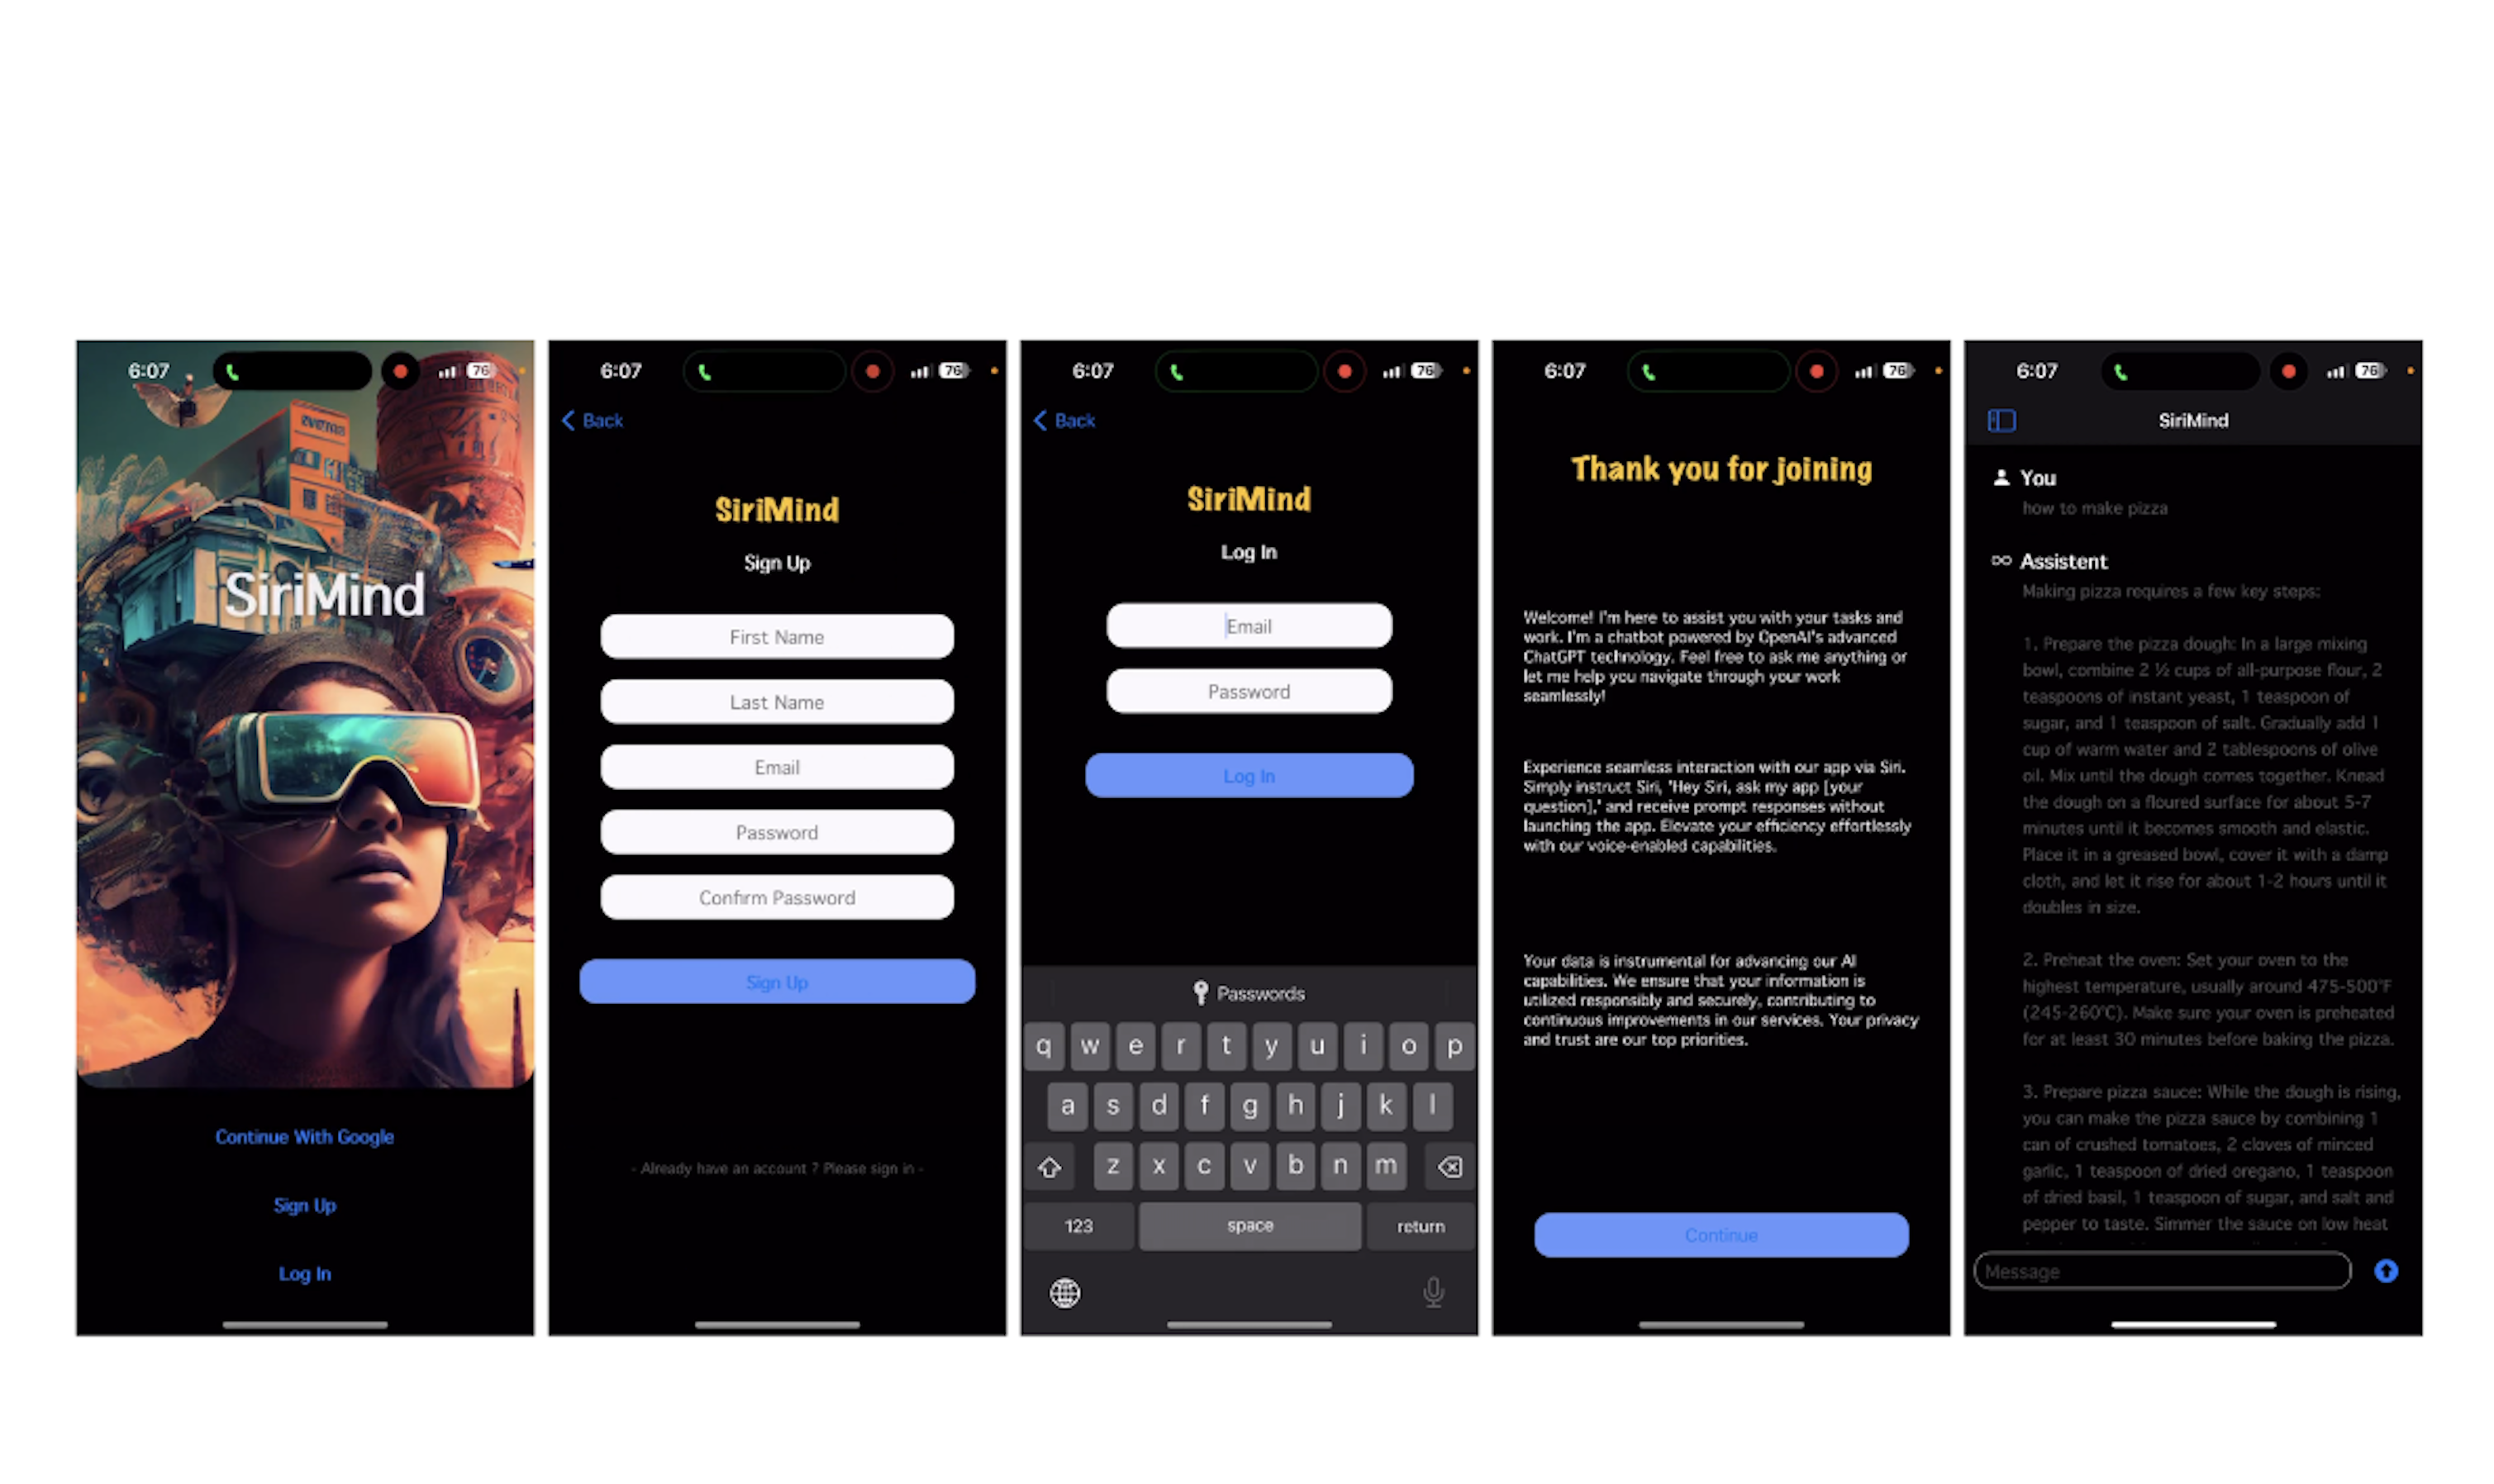 6:07
76
SiriMind
Continue With Google
Sign Up
Log In
6:07
76
Back
SiriMind
Sign Up
First Name
Last Name
Email
Password
Confirm Password
Sign Up
- Already have an account ? Please sign in -
6:07
76
Back
SiriMind
Log In
Email
Password
Log In
Passwords
q w e r t y u i o p
a s d f g h j k l
z x c v b n m
123 space return
6:07
76
Thank you for joining
Welcome! I'm here to assist you with your tasks and
work. I'm a chatbot powered by OpenAI's advanced
ChatGPT technology. Feel free to ask me anything or
let me help you navigate through your work
seamlessly!
Experience seamless interaction with our app via Siri.
Simply instruct Siri, 'Hey Siri, ask my app [your
question],' and receive prompt responses without
launching the app. Elevate your efficiency effortlessly
with our voice-enabled capabilities.
Your data is instrumental for advancing our AI
capabilities. We ensure that your information is
utilized responsibly and securely, contributing to
continuous improvements in our services. Your privacy
and trust are our top priorities.
Continue
6:07
76
SiriMind
You
how to make pizza
Assistent
Making pizza requires a few key steps:
1. Prepare the pizza dough: In a large mixing
bowl, combine 2 ½ cups of all-purpose flour, 2
teaspoons of instant yeast, 1 teaspoon of
sugar, and 1 teaspoon of salt. Gradually add 1
cup of warm water and 2 tablespoons of olive
oil. Mix until the dough comes together. Knead
the dough on a floured surface for about 5-7
minutes until it becomes smooth and elastic.
Place it in a greased bowl, cover it with a damp
cloth, and let it rise for about 1-2 hours until it
doubles in size.
2. Preheat the oven: Set your oven to the
highest temperature, usually around 475-500°F
(245-260°C). Make sure your oven is preheated
for at least 30 minutes before baking the pizza.
3. Prepare pizza sauce: While the dough is rising,
you can make the pizza sauce by combining 1
can of crushed tomatoes, 2 cloves of minced
garlic, 1 teaspoon of dried oregano, 1 teaspoon
of dried basil, 1 teaspoon of sugar, and salt and
pepper to taste. Simmer the sauce on low heat
Message